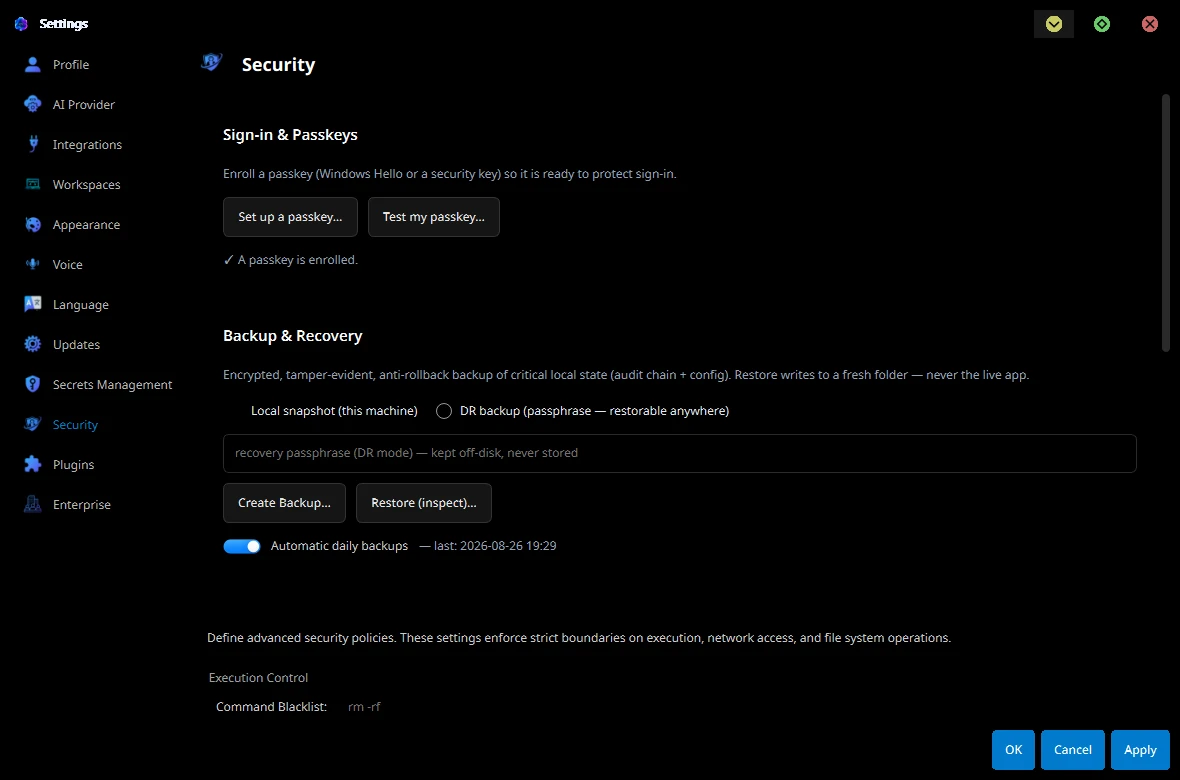 Settings
Profile
AI Provider
Integrations
Workspaces
Appearance
Voice
Language
Updates
Secrets Management
Security
Plugins
Enterprise
Security
Sign-in & Passkeys
Enroll a passkey (Windows Hello or a security key) so it is ready to protect sign-in.
Set up a passkey... Test my passkey...
✓ A passkey is enrolled.
Backup & Recovery
Encrypted, tamper-evident, anti-rollback backup of critical local state (audit chain + config). Restore writes to a fresh folder — never the live app.
Local snapshot (this machine) DR backup (passphrase — restorable anywhere)
recovery passphrase (DR mode) — kept off-disk, never stored
Create Backup... Restore (inspect)...
Automatic daily backups — last: 2026-08-26 19:29
Define advanced security policies. These settings enforce strict boundaries on execution, network access, and file system operations.
Execution Control
Command Blacklist: rm -rf
OK Cancel Apply